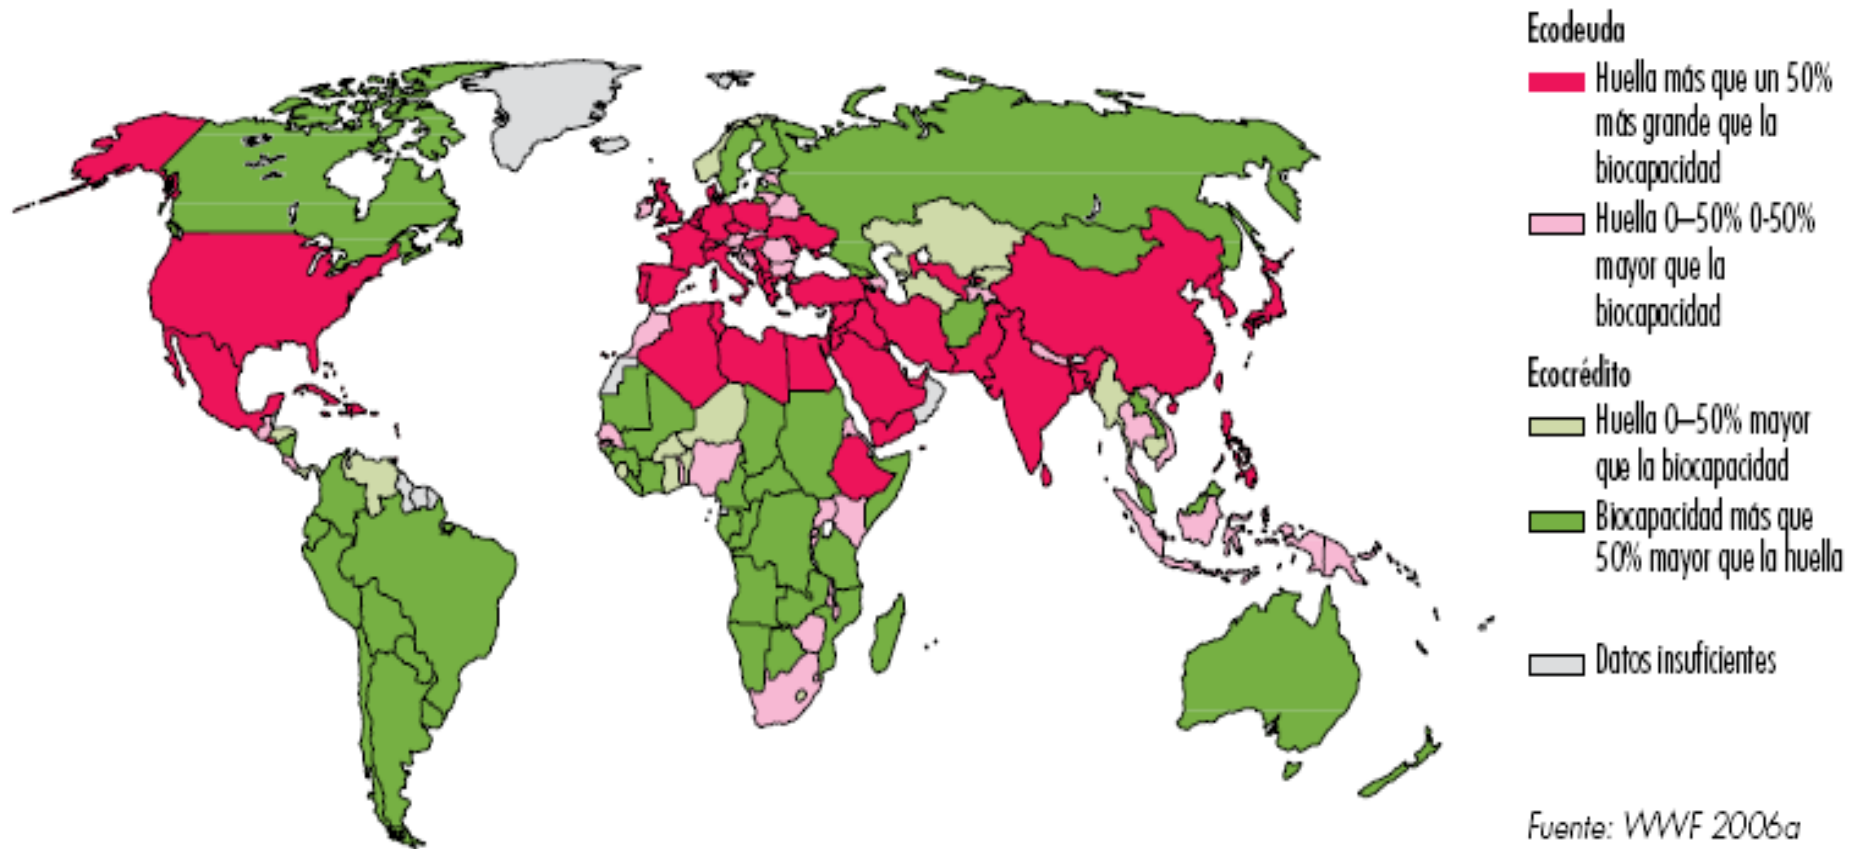 Ecodeuda
Huella más que un 50%
más grande que la
biocapacidad
Huella 0–50% 0-50%
mayor que la
biocapacidad
Ecocrédito
Huella 0–50% mayor
que la biocapacidad
Biocapacidad más que
50% mayor que la huella
Datos insuficientes
Fuente: WWF 2006a